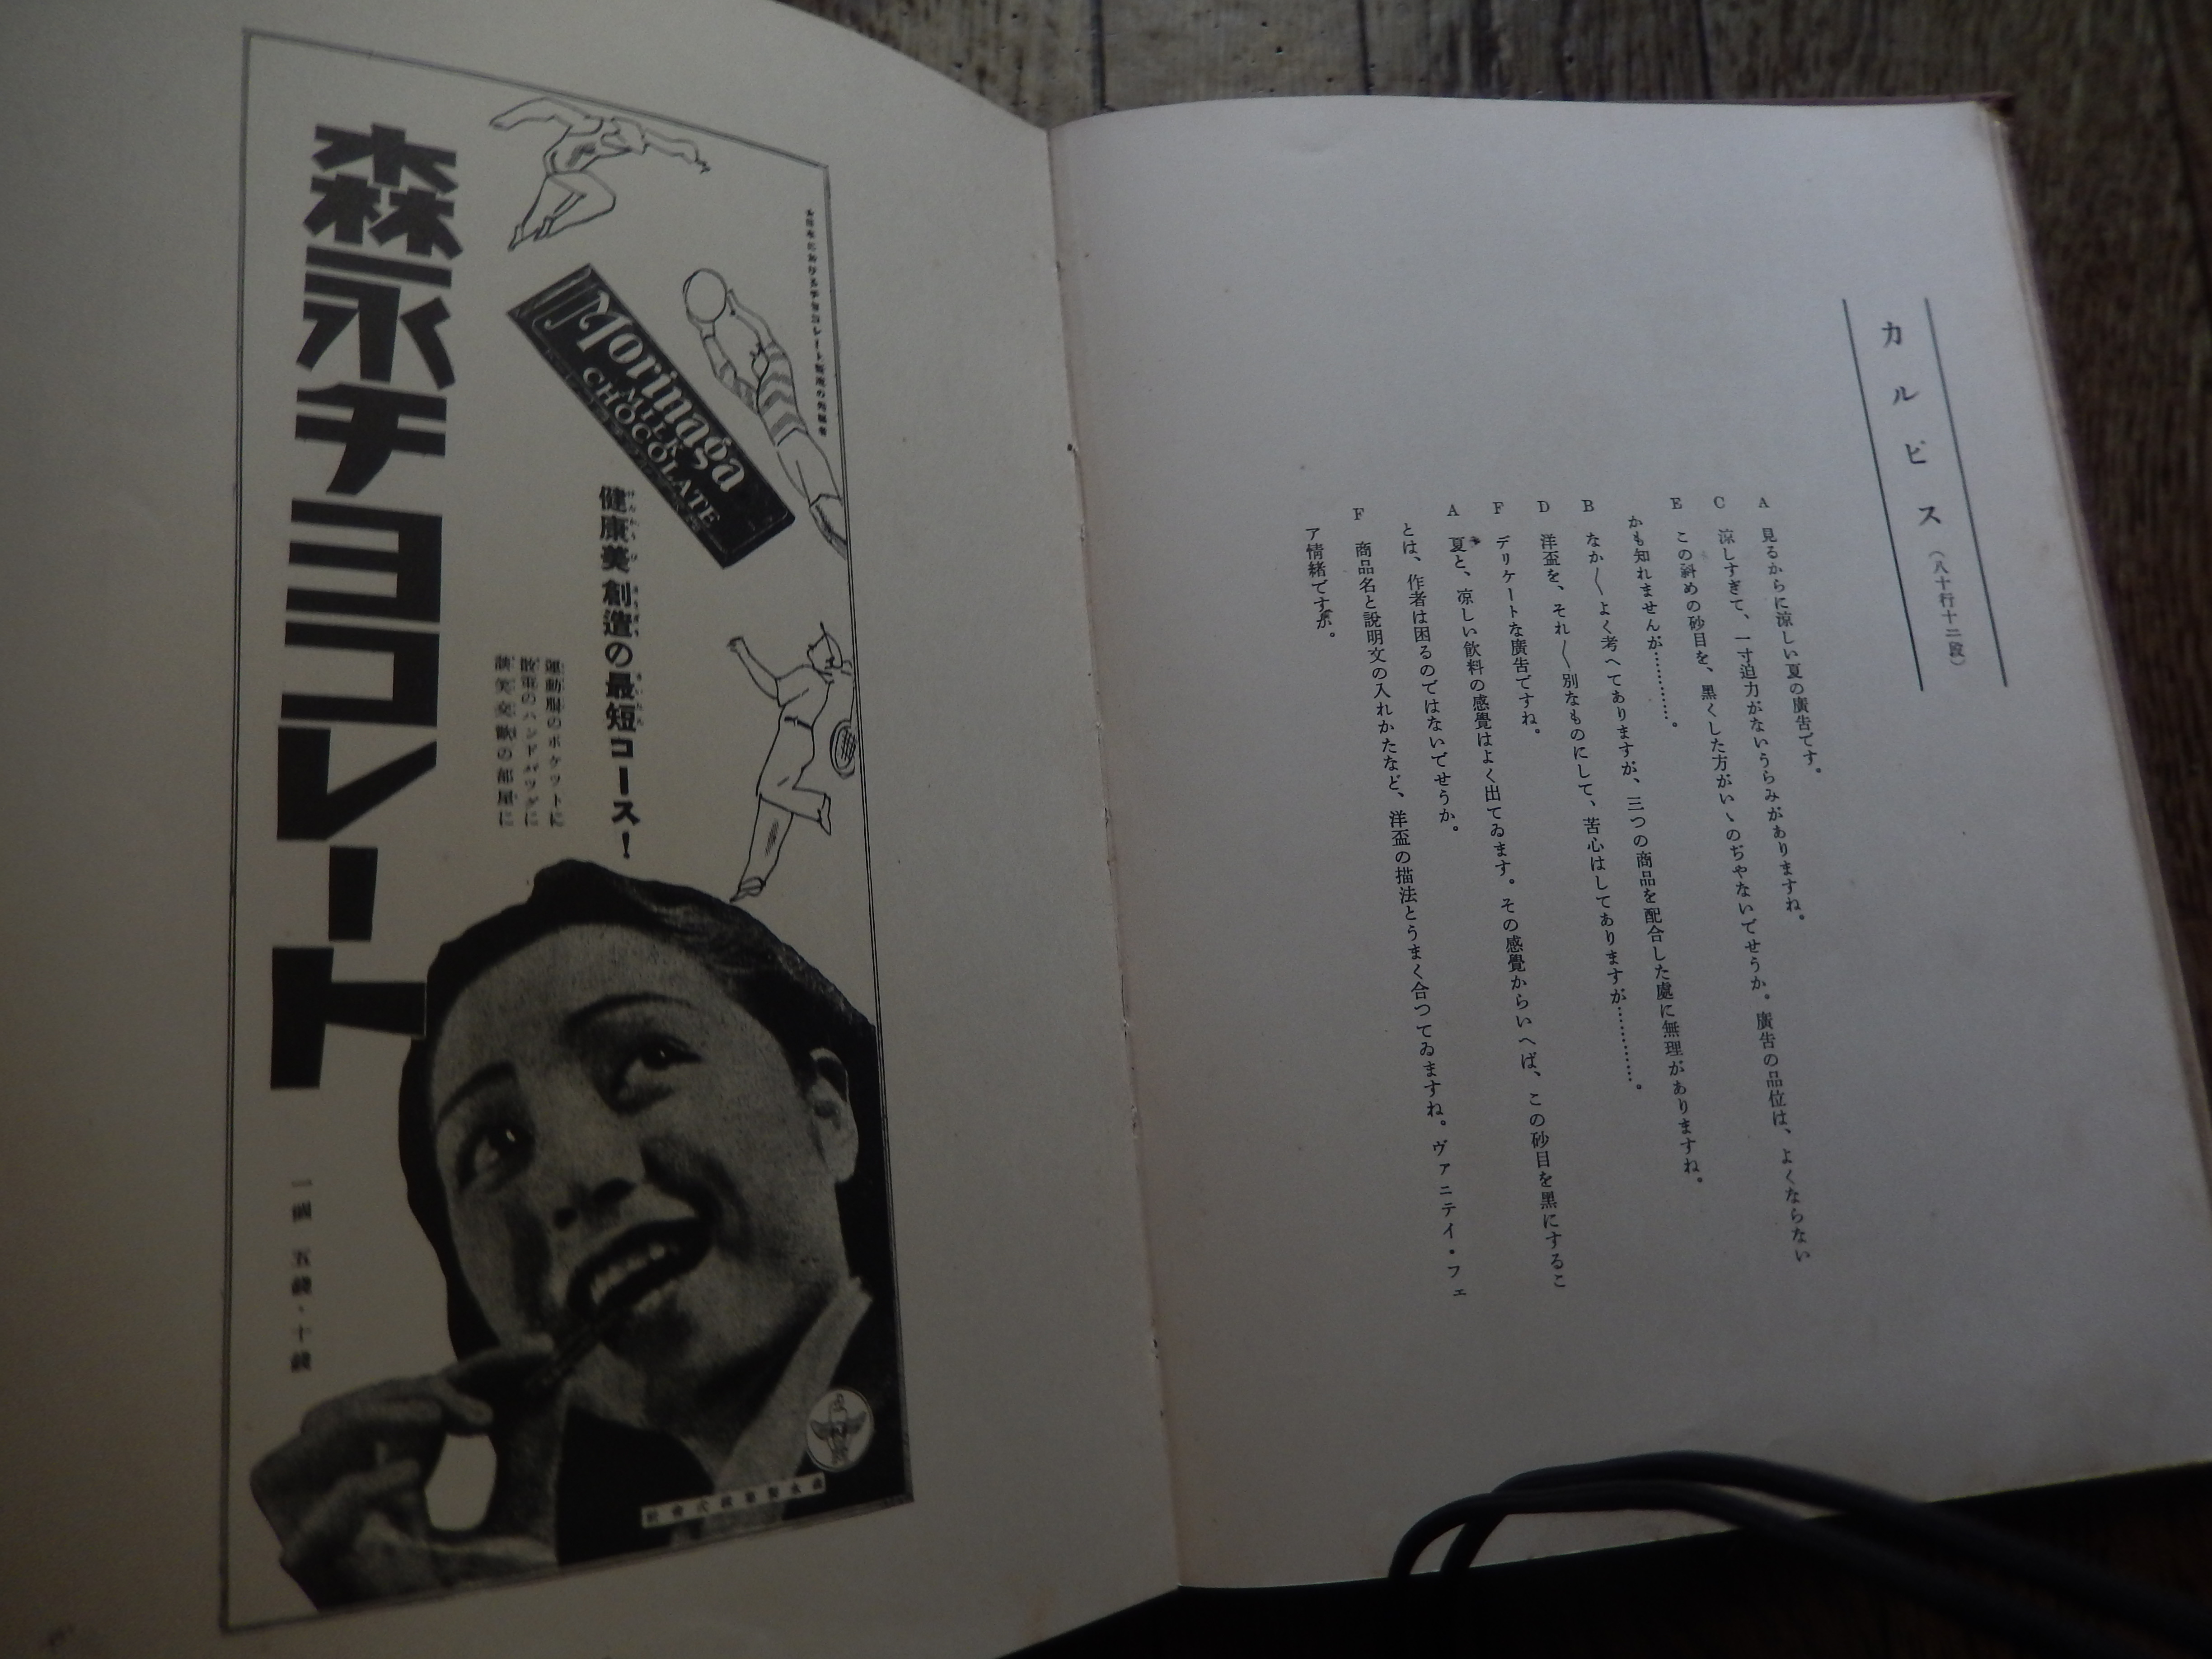 カルピス（八十行十二段）
A 見るからに涼しい夏の廣告です。
C 涼しすぎて、一寸迫力がないうらみがありますね。
E この斜めの砂目を、黒くした方がいゝのぢやないでせうか。廣告の品位は、よくならない
かも知れませんが…………。
B なか〳〵よく考へてありますが、三つの商品を配合した處に無理がありますね。
D 洋盃を、それ〴〵別なものにして、苦心はしてありますが…………。
F デリケートな廣告ですね。
A 夏と、凉しい飲料の感覺はよく出てゐます。その感覺からいへば、この砂目を黒にするこ
とは、作者は困るのではないでせうか。
F 商品名と說明文の入れかたなど、洋盃の描法とうまく合つてゐますね。ヴァニティ・フェ
ア情緒ですが。
Morinaga
MILK
CHOCOLATE
健康美創造の最短コース！
運動服のポケツトに
散策のハンドバツグに
談笑交歡の部屋に
森永チヨコレート
一個 五錢・十錢
森永製菓株式會社